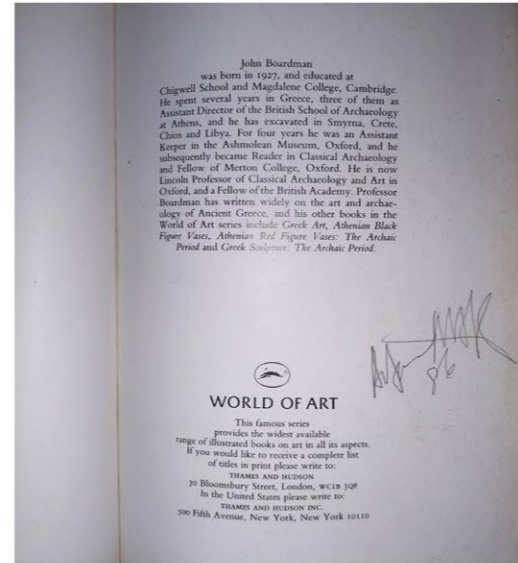 John Boardman
was born in 1927, and educated at
Chigwell School and Magdalene College, Cambridge.
He spent several years in Greece, three of them as
Assistant Director of the British School of Archaeology
at Athens, and he has excavated in Smyrna, Crete,
Chios and Libya. For four years he was an Assistant
Keeper in the Ashmolean Museum, Oxford, and he
subsequently became Reader in Classical Archaeology
and Fellow of Merton College, Oxford. He is now
Lincoln Professor of Classical Archaeology and Art in
Oxford, and a Fellow of the British Academy. Professor
Boardman has written widely on the art and archae-
ology of Ancient Greece, and his other books in the
World of Art series include Greek Art, Athenian Black
Figure Vases, Athenian Red Figure Vases: The Archaic
Period and Greek Sculpture: The Archaic Period.
86
WORLD OF ART
This famous series
provides the widest available
range of illustrated books on art in all its aspects.
If you would like to receive a complete list
of titles in print please write to:
THAMES AND HUDSON
30 Bloomsbury Street, London, WC1B 3QP
In the United States please write to:
THAMES AND HUDSON INC.
500 Fifth Avenue, New York, New York 10110